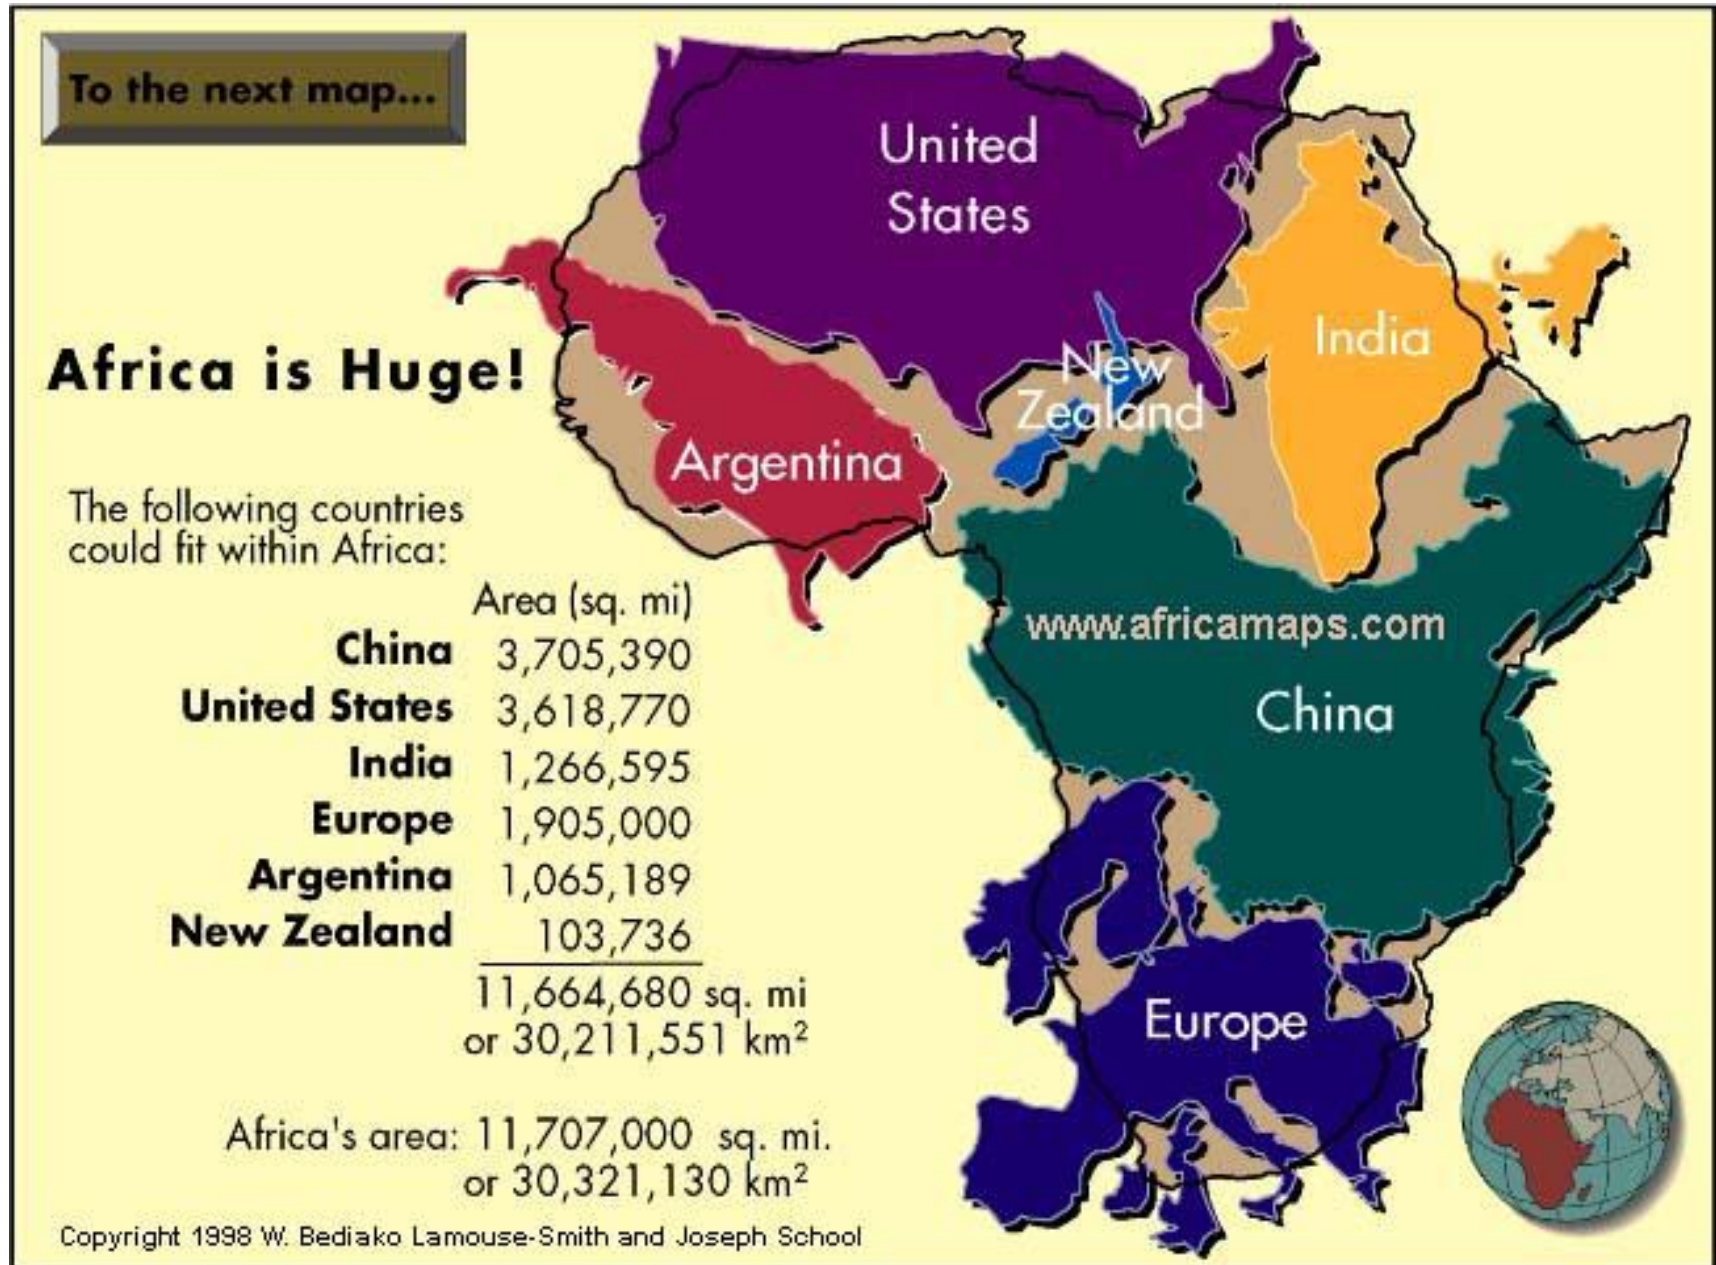 To the next map...
United
States
India
New
Zealand
Africa is Huge!
Argentina
The following countries
could fit within Africa:
Area (sq. mi)
China 3,705,390
United States 3,618,770
India 1,266,595
Europe 1,905,000
Argentina 1,065,189
New Zealand 103,736
11,664,680 sq. mi
or 30,211,551 km²
www.africamaps.com
China
Europe
Africa's area: 11,707,000 sq. mi.
or 30,321,130 km²
Copyright 1998 W. Bediako Lamouse-Smith and Joseph School